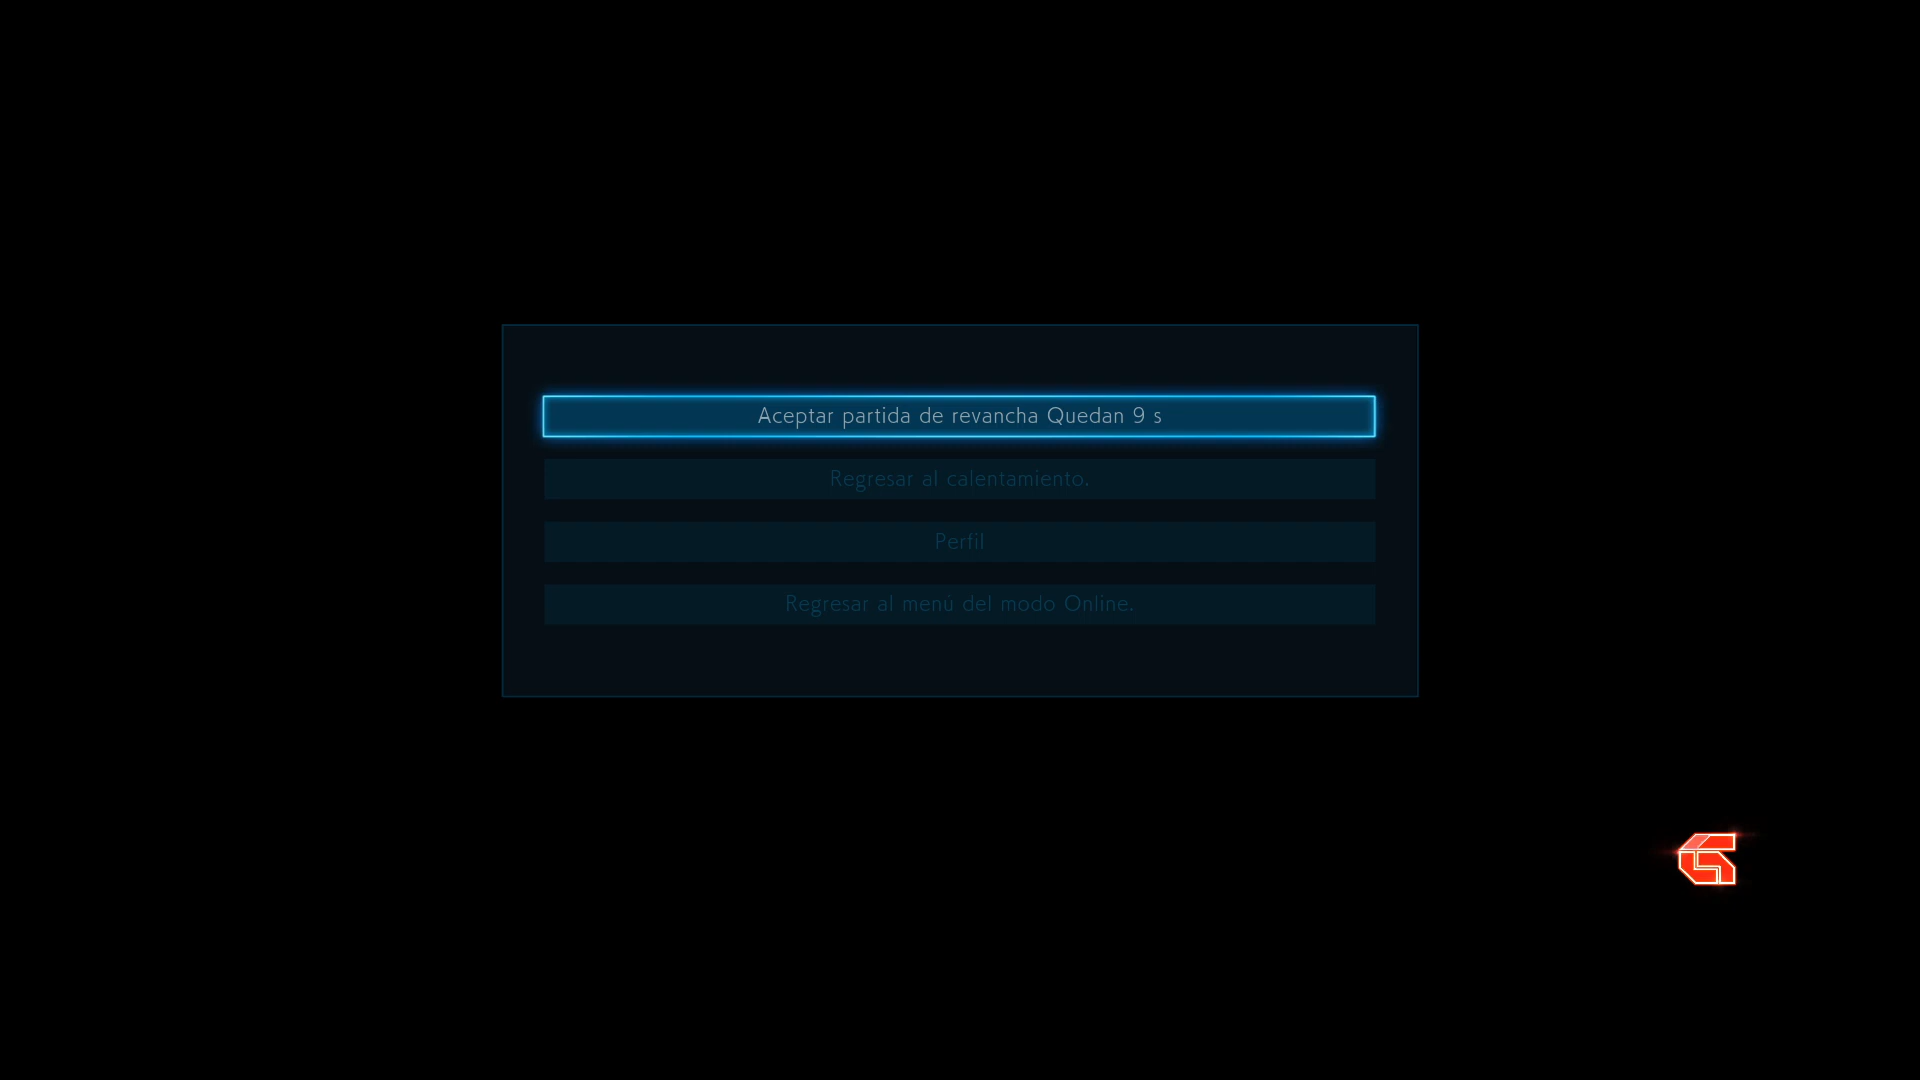 Aceptar partida de revancha Quedan 9 s
Regresar al calentamiento.
Perfil
Regresar al menú del modo Online.